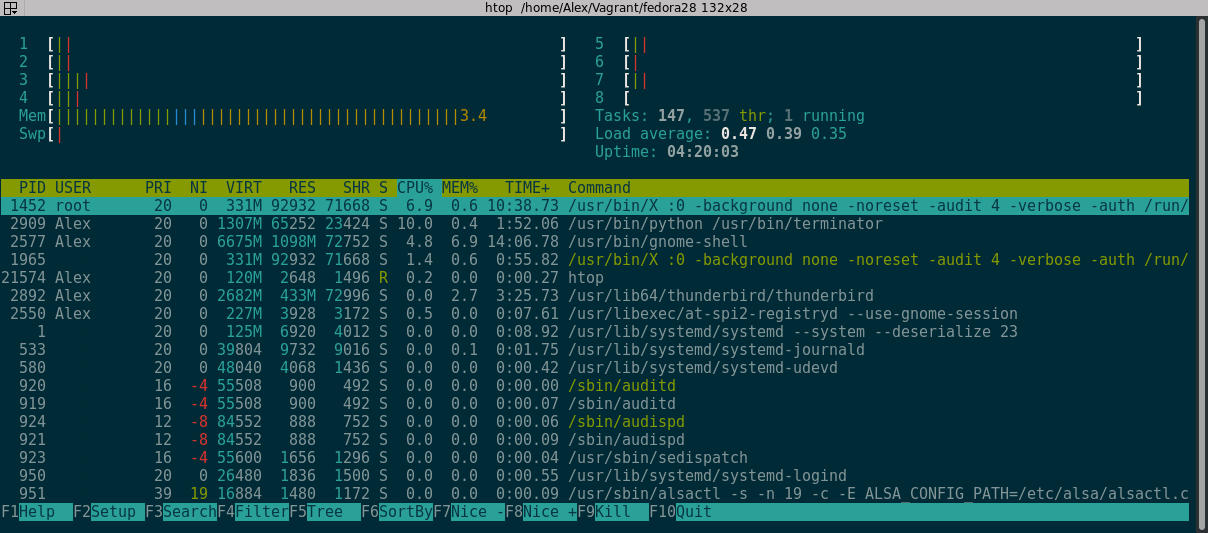 htop /home/Alex/Vagrant/fedora28 132x28
1 [||| ] 5 [|| ]
2 [|| ] 6 [| ]
3 [|||| ] 7 [|| ]
4 [||| ] 8 [ ]
Mem[|||||||||||||||||||||||||||||||||||||||||||||3.4 ] Tasks: 147, 537 thr; 1 running
Swp[| ] Load average: 0.47 0.39 0.35
Uptime: 04:20:03
PID USER PRI NI VIRT RES SHR S CPU% MEM% TIME+ Command
1452 root 20 0 331M 92932 71668 S 6.9 0.6 10:38.73 /usr/bin/X :0 -background none -noreset -audit 4 -verbose -auth /run/
2909 Alex 20 0 1307M 65252 23424 S 10.0 0.4 1:52.06 /usr/bin/python /usr/bin/terminator
2577 Alex 20 0 6675M 1098M 72752 S 4.8 6.9 14:06.78 /usr/bin/gnome-shell
1965 20 0 331M 92932 71668 S 1.4 0.6 0:55.82 /usr/bin/X :0 -background none -noreset -audit 4 -verbose -auth /run/
21574 Alex 20 0 120M 2648 1496 R 0.2 0.0 0:00.27 htop
2892 Alex 20 0 2682M 433M 72996 S 0.0 2.7 3:25.73 /usr/lib64/thunderbird/thunderbird
2550 Alex 20 0 227M 3928 3172 S 0.5 0.0 0:07.61 /usr/libexec/at-spi2-registryd --use-gnome-session
1 20 0 125M 6920 4012 S 0.0 0.0 0:08.92 /usr/lib/systemd/systemd --system --deserialize 23
533 20 0 39804 9732 9016 S 0.0 0.1 0:01.75 /usr/lib/systemd/systemd-journald
580 20 0 48040 4068 1436 S 0.0 0.0 0:00.42 /usr/lib/systemd/systemd-udevd
920 16 -4 55508 900 492 S 0.0 0.0 0:00.00 /sbin/auditd
919 16 -4 55508 900 492 S 0.0 0.0 0:00.07 /sbin/auditd
924 12 -8 84552 888 752 S 0.0 0.0 0:00.06 /sbin/audispd
921 12 -8 84552 888 752 S 0.0 0.0 0:00.09 /sbin/audispd
923 16 -4 55600 1656 1296 S 0.0 0.0 0:00.04 /usr/sbin/sedispatch
950 20 0 26480 1836 1500 S 0.0 0.0 0:00.55 /usr/lib/systemd/systemd-logind
951 39 19 16884 1480 1172 S 0.0 0.0 0:00.09 /usr/sbin/alsactl -s -n 19 -c -E ALSA_CONFIG_PATH=/etc/alsa/alsactl.c
F1Help F2Setup F3SearchF4FilterF5Tree F6SortByF7Nice -F8Nice +F9Kill F10Quit